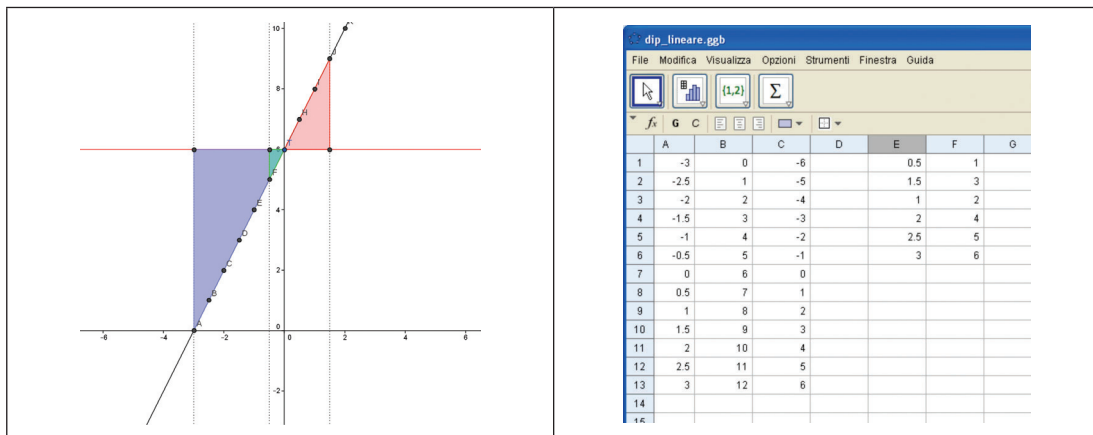 10
J
I
8
H
T
6
F
E
4
D
C
2
B
A
0
-6 -4 -2 0 2 4 6
-2
dip_lineare.ggb
File Modifica Visualizza Opzioni Strumenti Finestra Guida
{1,2} Σ
fx G C
A B C D E F G
1 -3 0 -6 0.5 1
2 -2.5 1 -5 1.5 3
3 -2 2 -4 1 2
4 -1.5 3 -3 2 4
5 -1 4 -2 2.5 5
6 -0.5 5 -1 3 6
7 0 6 0
8 0.5 7 1
9 1 8 2
10 1.5 9 3
11 2 10 4
12 2.5 11 5
13 3 12 6
14
15